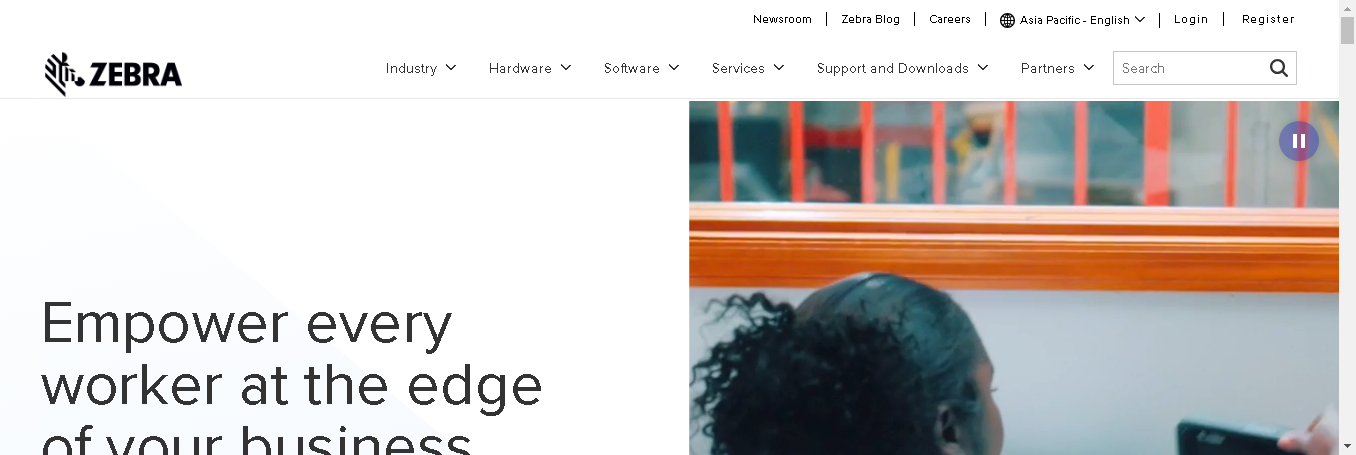 Newsroom
Zebra Blog
Careers
Asia Pacific - English
Login
Register
ZEBRA
Industry
Hardware
Software
Services
Support and Downloads
Partners
Search
Empower every
worker at the edge
of your business